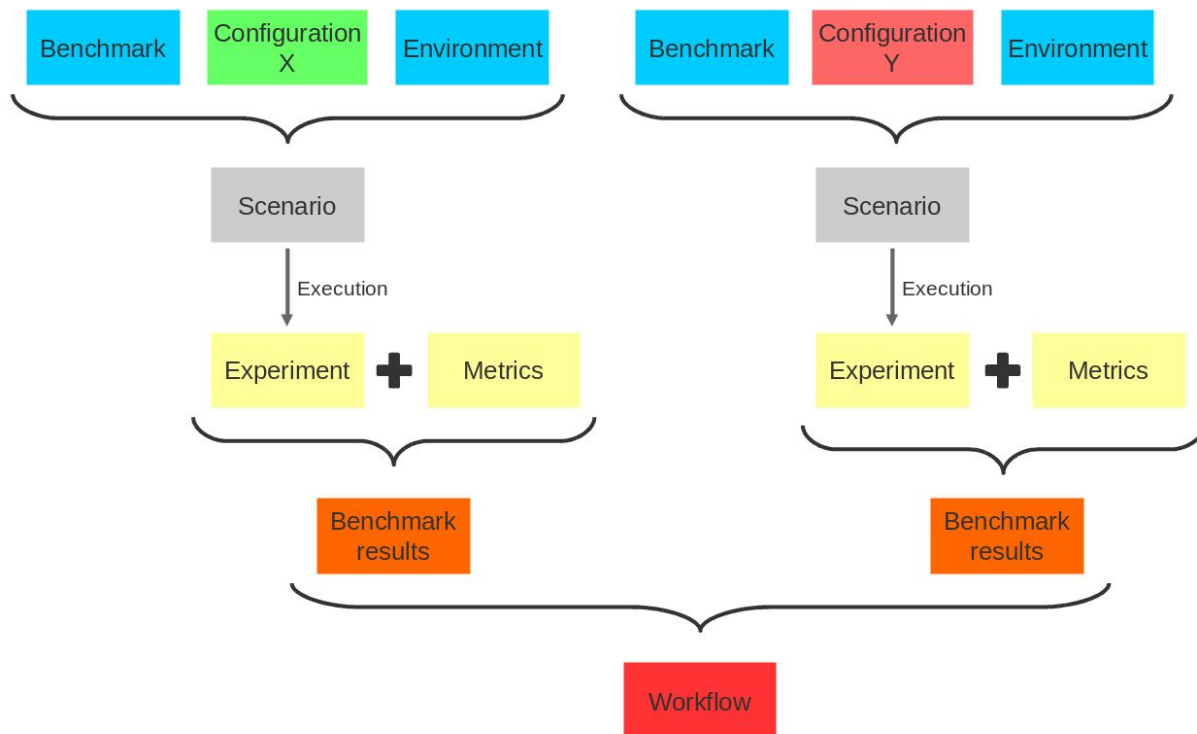 Benchmark
Configuration
X
Environment
Benchmark
Configuration
Y
Environment
Scenario
Scenario
Execution
Execution
Experiment
Metrics
Experiment
Metrics
Benchmark
results
Benchmark
results
Workflow